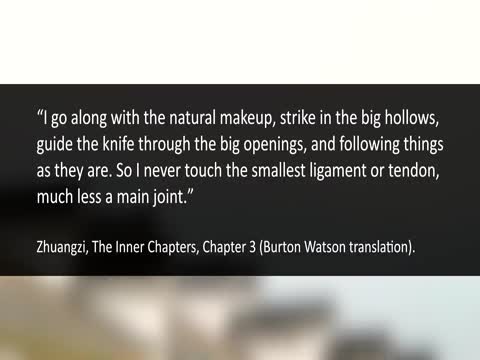 “I go along with the natural makeup, strike in the big hollows,
guide the knife through the big openings, and following things
as they are. So I never touch the smallest ligament or tendon,
much less a main joint.”
Zhuangzi, The Inner Chapters, Chapter 3 (Burton Watson translation).